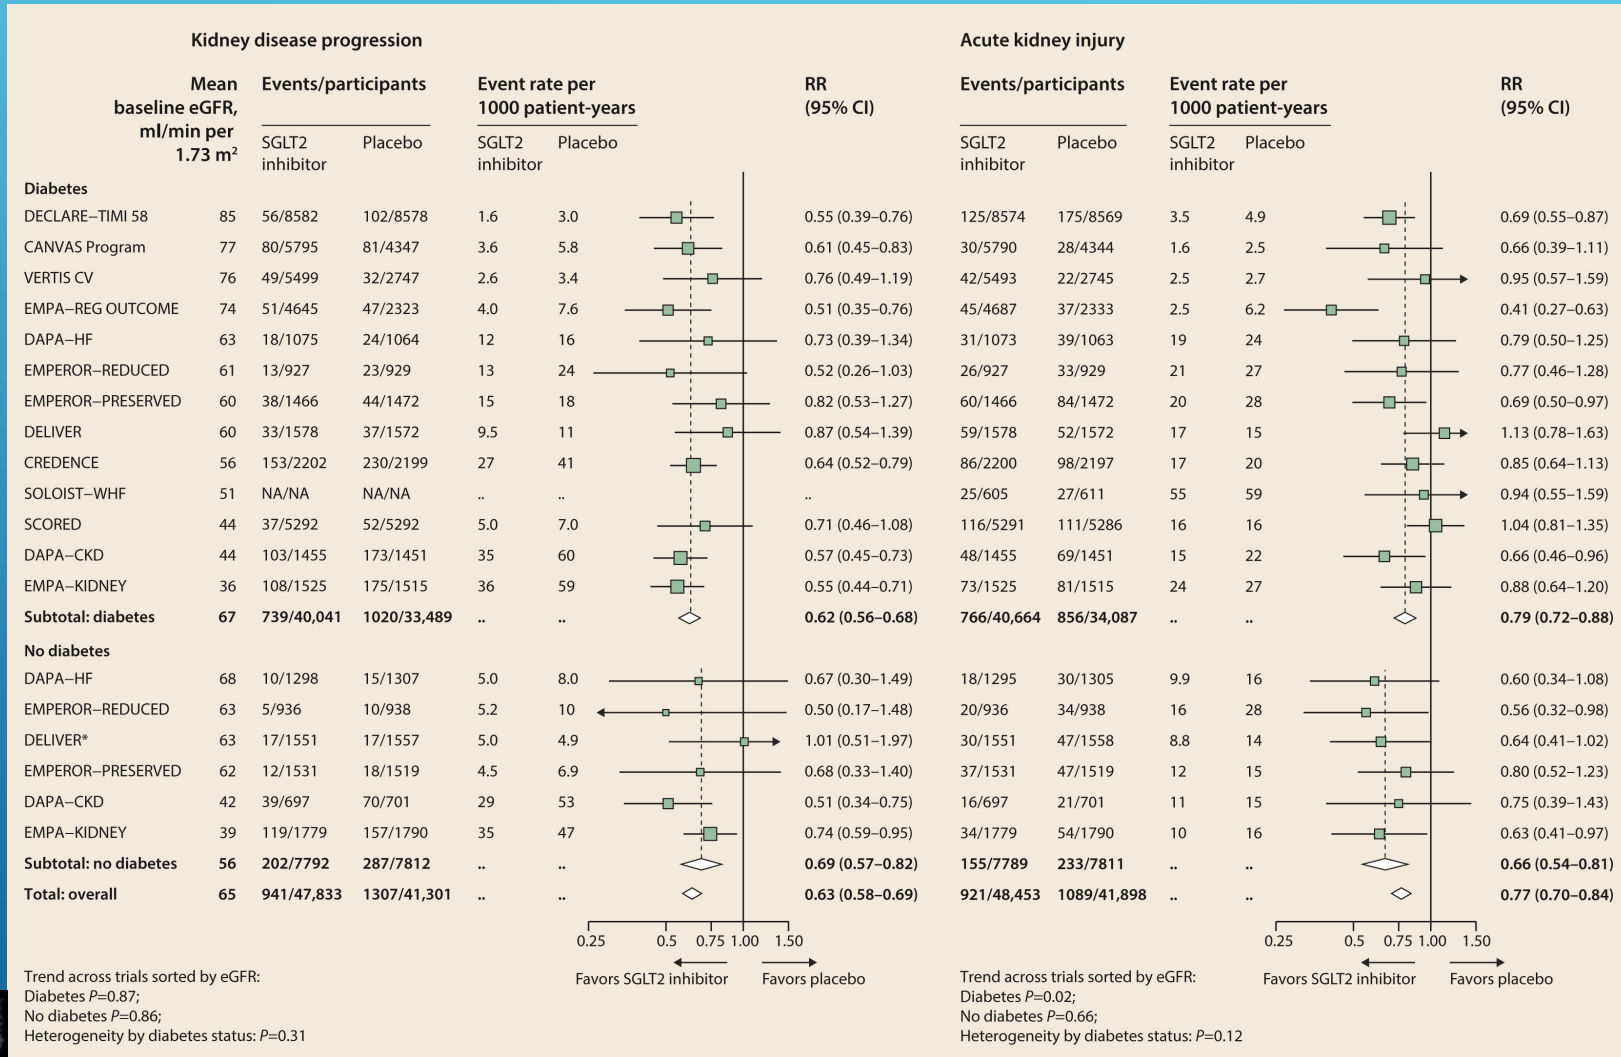 Kidney disease progression Acute kidney injury
Mean Events/participants Event rate per RR Events/participants Event rate per RR
baseline eGFR, 1000 patient-years (95% CI) 1000 patient-years (95% CI)
ml/min per SGLT2 Placebo SGLT2 Placebo SGLT2 Placebo SGLT2 Placebo
1.73 m² inhibitor inhibitor inhibitor inhibitor
Diabetes
DECLARE–TIMI 58 85 56/8582 102/8578 1.6 3.0 0.55 (0.39–0.76) 125/8574 175/8569 3.5 4.9 0.69 (0.55–0.87)
CANVAS Program 77 80/5795 81/4347 3.6 5.8 0.61 (0.45–0.83) 30/5790 28/4344 1.6 2.5 0.66 (0.39–1.11)
VERTIS CV 76 49/5499 32/2747 2.6 3.4 0.76 (0.49–1.19) 42/5493 22/2745 2.5 2.7 0.95 (0.57–1.59)
EMPA–REG OUTCOME 74 51/4645 47/2323 4.0 7.6 0.51 (0.35–0.76) 45/4687 37/2333 2.5 6.2 0.41 (0.27–0.63)
DAPA–HF 63 18/1075 24/1064 12 16 0.73 (0.39–1.34) 31/1073 39/1063 19 24 0.79 (0.50–1.25)
EMPEROR–REDUCED 61 13/927 23/929 13 24 0.52 (0.26–1.03) 26/927 33/929 21 27 0.77 (0.46–1.28)
EMPEROR–PRESERVED 60 38/1466 44/1472 15 18 0.82 (0.53–1.27) 60/1466 84/1472 20 28 0.69 (0.50–0.97)
DELIVER 60 33/1578 37/1572 9.5 11 0.87 (0.54–1.39) 59/1578 52/1572 17 15 1.13 (0.78–1.63)
CREDENCE 56 153/2202 230/2199 27 41 0.64 (0.52–0.79) 86/2200 98/2197 17 20 0.85 (0.64–1.13)
SOLOIST–WHF 51 NA/NA NA/NA .. .. .. 25/605 27/611 55 59 0.94 (0.55–1.59)
SCORED 44 37/5292 52/5292 5.0 7.0 0.71 (0.46–1.08) 116/5291 111/5286 16 16 1.04 (0.81–1.35)
DAPA–CKD 44 103/1455 173/1451 35 60 0.57 (0.45–0.73) 48/1455 69/1451 15 22 0.66 (0.46–0.96)
EMPA–KIDNEY 36 108/1525 175/1515 36 59 0.55 (0.44–0.71) 73/1525 81/1515 24 27 0.88 (0.64–1.20)
Subtotal: diabetes 67 739/40,041 1020/33,489 .. .. 0.62 (0.56–0.68) 766/40,664 856/34,087 .. .. 0.79 (0.72–0.88)
No diabetes
DAPA–HF 68 10/1298 15/1307 5.0 8.0 0.67 (0.30–1.49) 18/1295 30/1305 9.9 16 0.60 (0.34–1.08)
EMPEROR–REDUCED 63 5/936 10/938 5.2 10 0.50 (0.17–1.48) 20/936 34/938 16 28 0.56 (0.32–0.98)
DELIVER* 63 17/1551 17/1557 5.0 4.9 1.01 (0.51–1.97) 30/1551 47/1558 8.8 14 0.64 (0.41–1.02)
EMPEROR–PRESERVED 62 12/1531 18/1519 4.5 6.9 0.68 (0.33–1.40) 37/1531 47/1519 12 15 0.80 (0.52–1.23)
DAPA–CKD 42 39/697 70/701 29 53 0.51 (0.34–0.75) 16/697 21/701 11 15 0.75 (0.39–1.43)
EMPA–KIDNEY 39 119/1779 157/1790 35 47 0.74 (0.59–0.95) 34/1779 54/1790 10 16 0.63 (0.41–0.97)
Subtotal: no diabetes 56 202/7792 287/7812 .. .. 0.69 (0.57–0.82) 155/7789 233/7811 .. .. 0.66 (0.54–0.81)
Total: overall 65 941/47,833 1307/41,301 .. .. 0.63 (0.58–0.69) 921/48,453 1089/41,898 .. .. 0.77 (0.70–0.84)
0.25 0.5 0.75 1.00 1.50 0.25 0.5 0.75 1.00 1.50
Favors SGLT2 inhibitor Favors placebo Favors SGLT2 inhibitor Favors placebo
Trend across trials sorted by eGFR: Trend across trials sorted by eGFR:
Diabetes P=0.87; Diabetes P=0.02;
No diabetes P=0.86; No diabetes P=0.66;
Heterogeneity by diabetes status: P=0.31 Heterogeneity by diabetes status: P=0.12